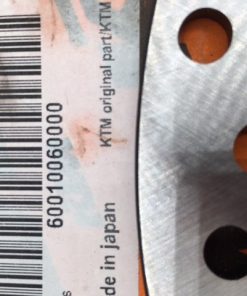 60010060000
KTM original part/KTM
de in japan
s